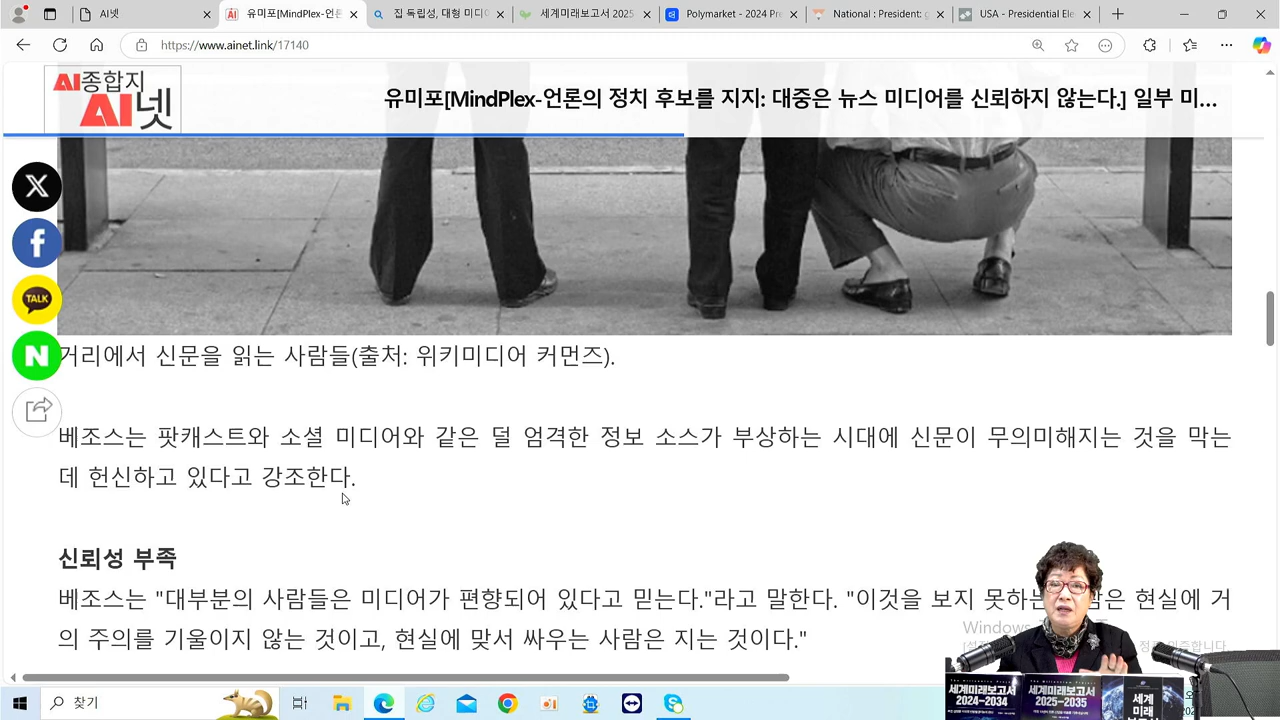 AI넷
유미포[MindPlex-언론
집 독립성, 대형 미디
세계미래보고서 2025
Polymarket - 2024 Pre
National : President: g
USA - Presidential Ele
https://www.ainet.link/17140
AI종합지
AI넷
유미포[MindPlex-언론의 정치 후보를 지지: 대중은 뉴스 미디어를 신뢰하지 않는다.] 일부 미...
TALK
N
거리에서 신문을 읽는 사람들(출처: 위키미디어 커먼즈).
베조스는 팟캐스트와 소셜 미디어와 같은 덜 엄격한 정보 소스가 부상하는 시대에 신문이 무의미해지는 것을 막는
데 헌신하고 있다고 강조한다.
신뢰성 부족
베조스는 "대부분의 사람들은 미디어가 편향되어 있다고 믿는다."라고 말한다. "이것을 보지 못하는 현실에 거
의 주의를 기울이지 않는 것이고, 현실에 맞서 싸우는 사람은 지는 것이다."
Windows
찾기
세계미래보고서
2024-2034
세계미래보고서
2025-2035
세계
미래